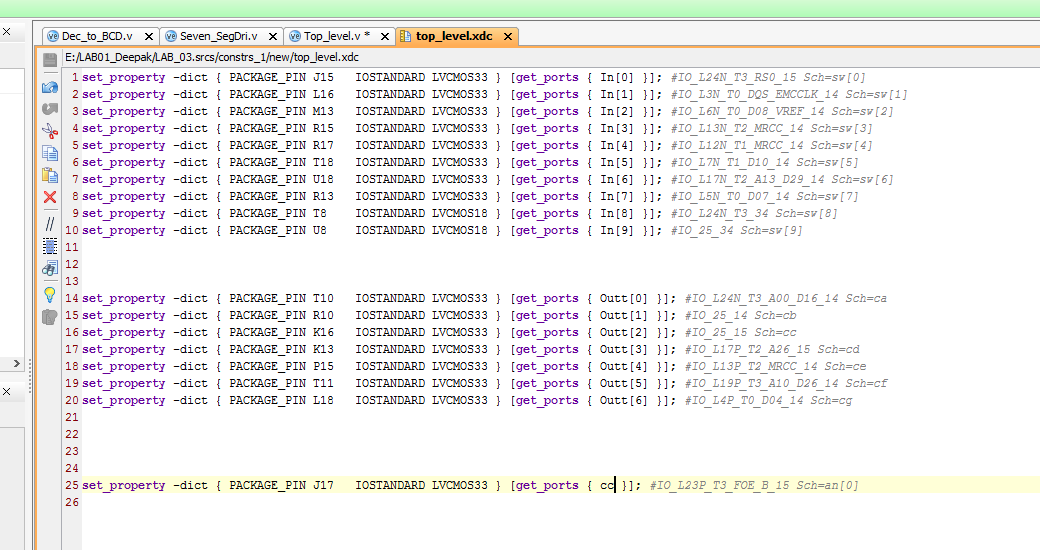 Dec_to_BCD.v × Seven_SegDri.v × Top_level.v * × top_level.xdc ×
E:/LAB01_Deepak/LAB_03.srcs/constrs_1/new/top_level.xdc
1 set_property -dict { PACKAGE_PIN J15 IOSTANDARD LVCMOS33 } [get_ports { In[0] }]; #IO_L24N_T3_RS0_15 Sch=sw[0]
2 set_property -dict { PACKAGE_PIN L16 IOSTANDARD LVCMOS33 } [get_ports { In[1] }]; #IO_L3N_T0_DQS_EMCCLK_14 Sch=sw[1]
3 set_property -dict { PACKAGE_PIN M13 IOSTANDARD LVCMOS33 } [get_ports { In[2] }]; #IO_L6N_T0_D08_VREF_14 Sch=sw[2]
4 set_property -dict { PACKAGE_PIN R15 IOSTANDARD LVCMOS33 } [get_ports { In[3] }]; #IO_L13N_T2_MRCC_14 Sch=sw[3]
5 set_property -dict { PACKAGE_PIN R17 IOSTANDARD LVCMOS33 } [get_ports { In[4] }]; #IO_L12N_T1_MRCC_14 Sch=sw[4]
6 set_property -dict { PACKAGE_PIN T18 IOSTANDARD LVCMOS33 } [get_ports { In[5] }]; #IO_L7N_T1_D10_14 Sch=sw[5]
7 set_property -dict { PACKAGE_PIN U18 IOSTANDARD LVCMOS33 } [get_ports { In[6] }]; #IO_L17N_T2_A13_D29_14 Sch=sw[6]
8 set_property -dict { PACKAGE_PIN R13 IOSTANDARD LVCMOS33 } [get_ports { In[7] }]; #IO_L5N_T0_D07_14 Sch=sw[7]
9 set_property -dict { PACKAGE_PIN T8 IOSTANDARD LVCMOS18 } [get_ports { In[8] }]; #IO_L24N_T3_34 Sch=sw[8]
10 set_property -dict { PACKAGE_PIN U8 IOSTANDARD LVCMOS18 } [get_ports { In[9] }]; #IO_25_34 Sch=sw[9]
11
12
13
14 set_property -dict { PACKAGE_PIN T10 IOSTANDARD LVCMOS33 } [get_ports { Outt[0] }]; #IO_L24N_T3_A00_D16_14 Sch=ca
15 set_property -dict { PACKAGE_PIN R10 IOSTANDARD LVCMOS33 } [get_ports { Outt[1] }]; #IO_25_14 Sch=cb
16 set_property -dict { PACKAGE_PIN K16 IOSTANDARD LVCMOS33 } [get_ports { Outt[2] }]; #IO_25_15 Sch=cc
17 set_property -dict { PACKAGE_PIN K13 IOSTANDARD LVCMOS33 } [get_ports { Outt[3] }]; #IO_L17P_T2_A26_15 Sch=cd
18 set_property -dict { PACKAGE_PIN P15 IOSTANDARD LVCMOS33 } [get_ports { Outt[4] }]; #IO_L13P_T2_MRCC_14 Sch=ce
19 set_property -dict { PACKAGE_PIN T11 IOSTANDARD LVCMOS33 } [get_ports { Outt[5] }]; #IO_L19P_T3_A10_D26_14 Sch=cf
20 set_property -dict { PACKAGE_PIN L18 IOSTANDARD LVCMOS33 } [get_ports { Outt[6] }]; #IO_L4P_T0_D04_14 Sch=cg
21
22
23
24
25 set_property -dict { PACKAGE_PIN J17 IOSTANDARD LVCMOS33 } [get_ports { cc }]; #IO_L23P_T3_FOE_B_15 Sch=an[0]
26